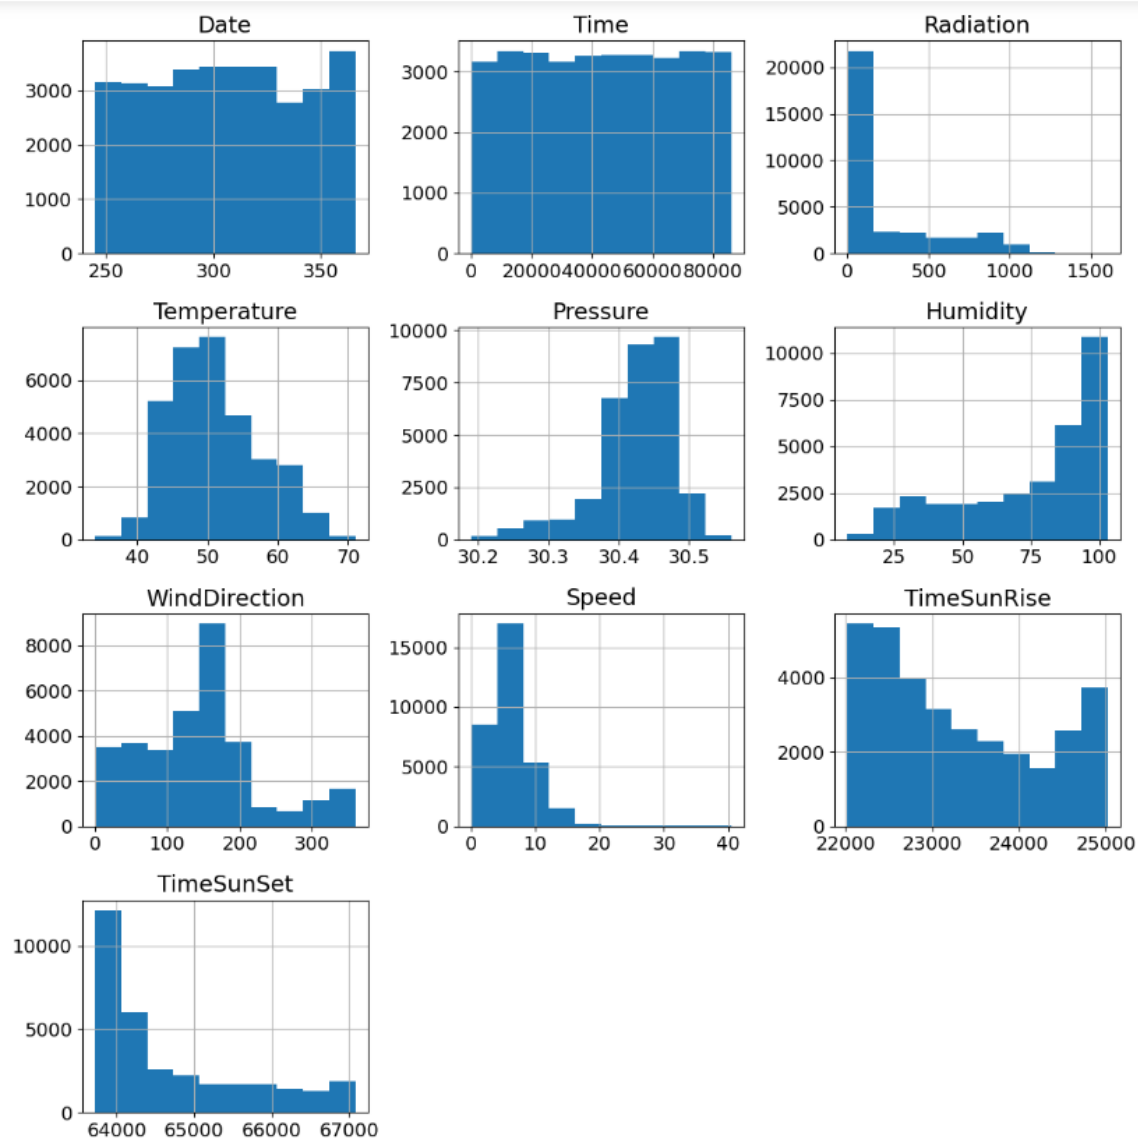 Date Time Radiation
3000 2000 1000 0
250 300 350
3000 2000 1000 0
0 20000 40000 60000 80000
20000 15000 10000 5000 0
0 500 1000 1500
Temperature Pressure Humidity
6000 4000 2000 0
40 50 60 70
10000 7500 5000 2500 0
30.2 30.3 30.4 30.5
10000 7500 5000 2500 0
25 50 75 100
WindDirection Speed TimeSunRise
8000 6000 4000 2000 0
0 100 200 300
15000 10000 5000 0
0 10 20 30 40
4000 2000 0
22000 23000 24000 25000
TimeSunSet
10000 5000 0
64000 65000 66000 67000